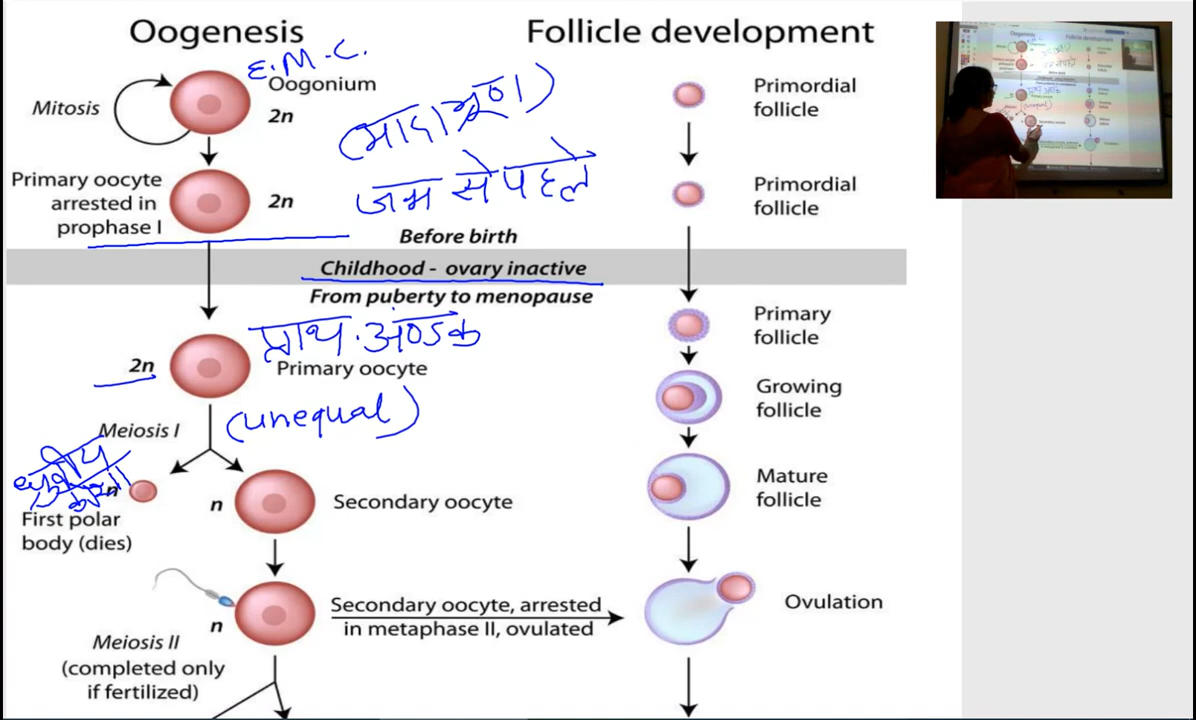 Oogenesis
Follicle development
E.M.C.
Oogonium
2n
Mitosis
(मादा भ्रूण)
Primordial
follicle
Primary oocyte
arrested in
prophase I
2n
जन्म से पहले
Primordial
follicle
Before birth
Childhood - ovary inactive
From puberty to menopause
प्राथ. अंण्डक
2n
Primary oocyte
Primary
follicle
Growing
follicle
Meiosis I
(unequal)
ध्रुवीय
n
First polar
body (dies)
n
Secondary oocyte
Mature
follicle
n
Secondary oocyte, arrested
in metaphase II, ovulated
Ovulation
Meiosis II
(completed only
if fertilized)